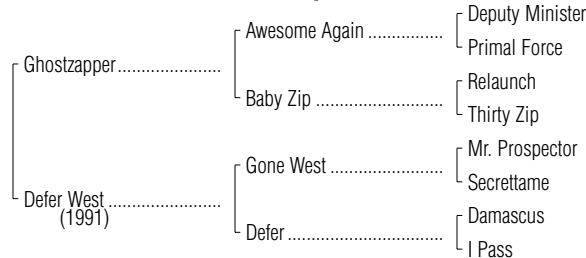 Deputy Minister
Awesome Again ................
Primal Force
Ghostzapper......................
Relaunch
Baby Zip ...........................
Thirty Zip
Mr. Prospector
Gone West ........................
Secrettame
Defer West ........................
(1991)
Damascus
Defer.................................
I Pass